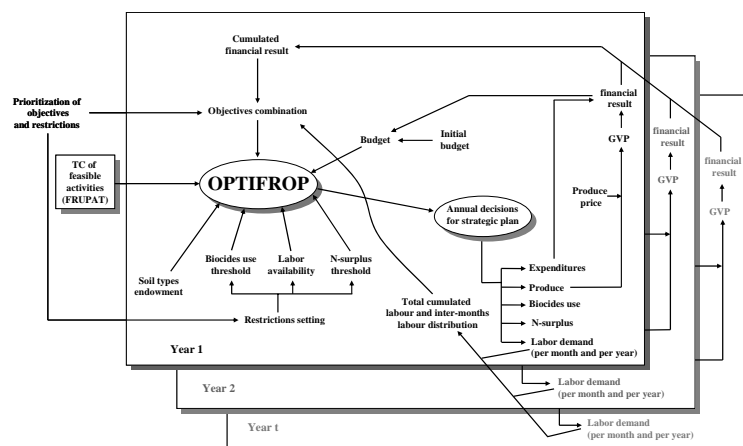 Cumulated
financial result
Prioritization of
objectives
and restrictions
Objectives combination
financial
result
Budget
Initial
budget
GVP
financial
result
financial
result
TC of
feasible
activities
(FRUPAT)
OPTIFROP
Produce
price
GVP
GVP
Annual decisions
for strategic plan
Biocides use
threshold
Labor
availability
N-surplus
threshold
Soil types
endowment
Expenditures
Produce
Biocides use
N-surplus
Labor demand
(per month and per year)
Total cumulated
labour and inter-months
labour distribution
Restrictions setting
Year 1
Year 2
Labor demand
(per month and per year)
Year t
Labor demand
(per month and per year)